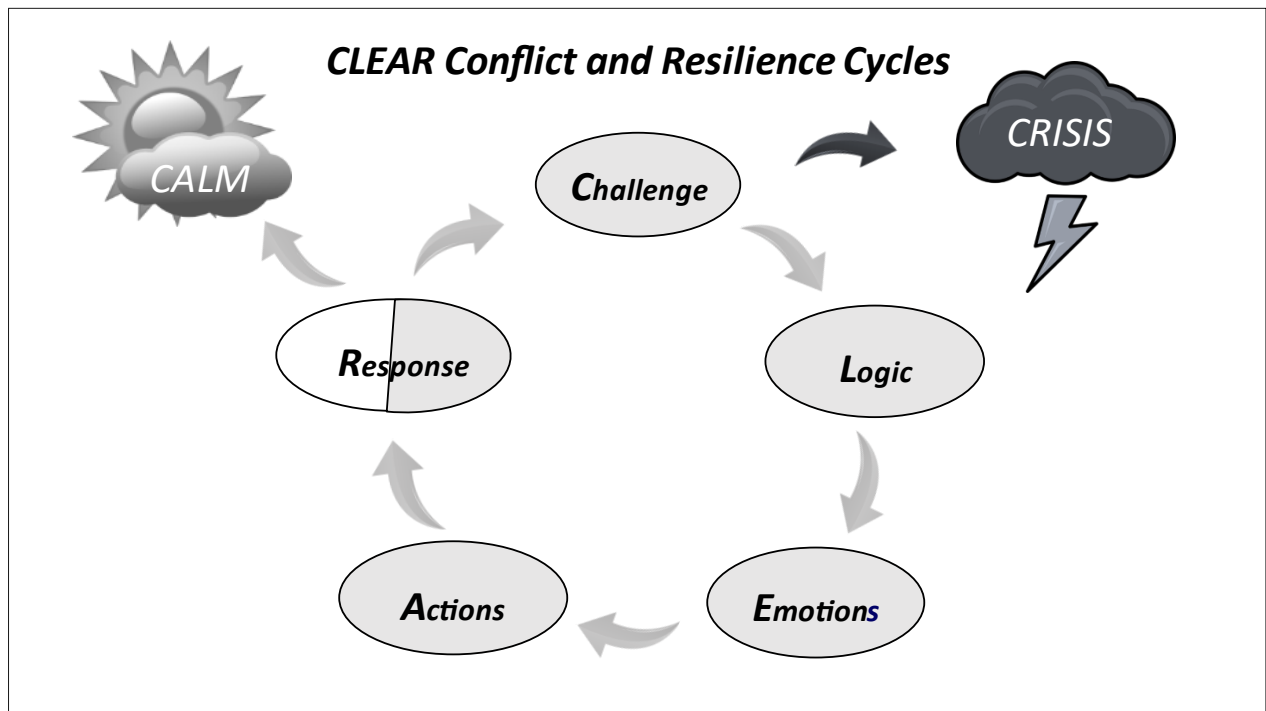 CLEAR Conflict and Resilience Cycles
CALM
CRISIS
Challenge
Response
Logic
Actions
Emotions